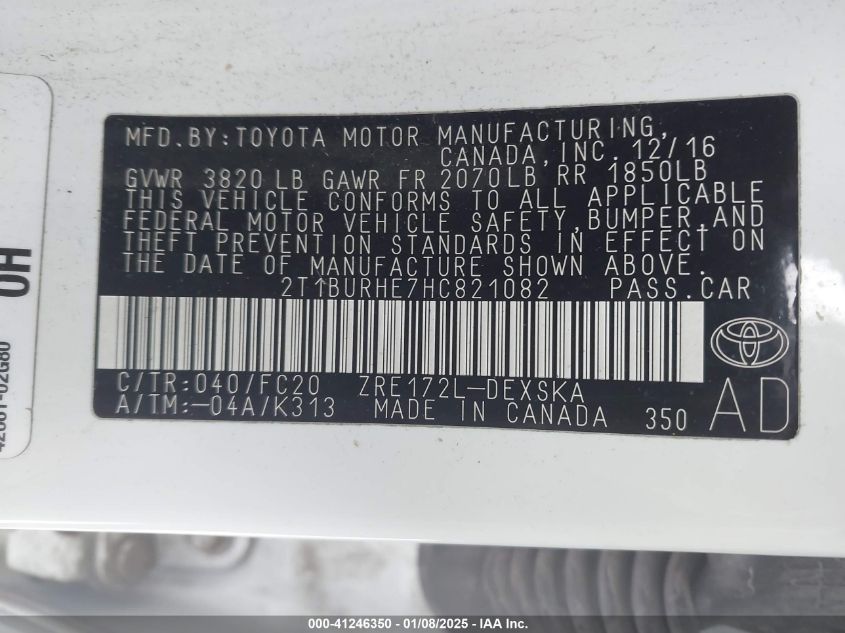 MFD.BY:TOYOTA MOTOR MANUFACTURING,
CANADA,INC. 12/16
GVWR 3820 LB GAWR FR 2070LB RR 1850LB
THIS VEHICLE CONFORMS TO ALL APPLICABLE
FEDERAL MOTOR VEHICLE SAFETY,BUMPER,AND
THEFT PREVENTION STANDARDS IN EFFECT ON
THE DATE OF MANUFACTURE SHOWN ABOVE.
2T1BURHE7HC821082 PASS.CAR
C/TR:040/FC20 ZRE172L-DEXSKA
A/TM:-04A/K313 MADE IN CANADA 350 AD
OH
000-41246350 - 01/08/2025 - IAA Inc.